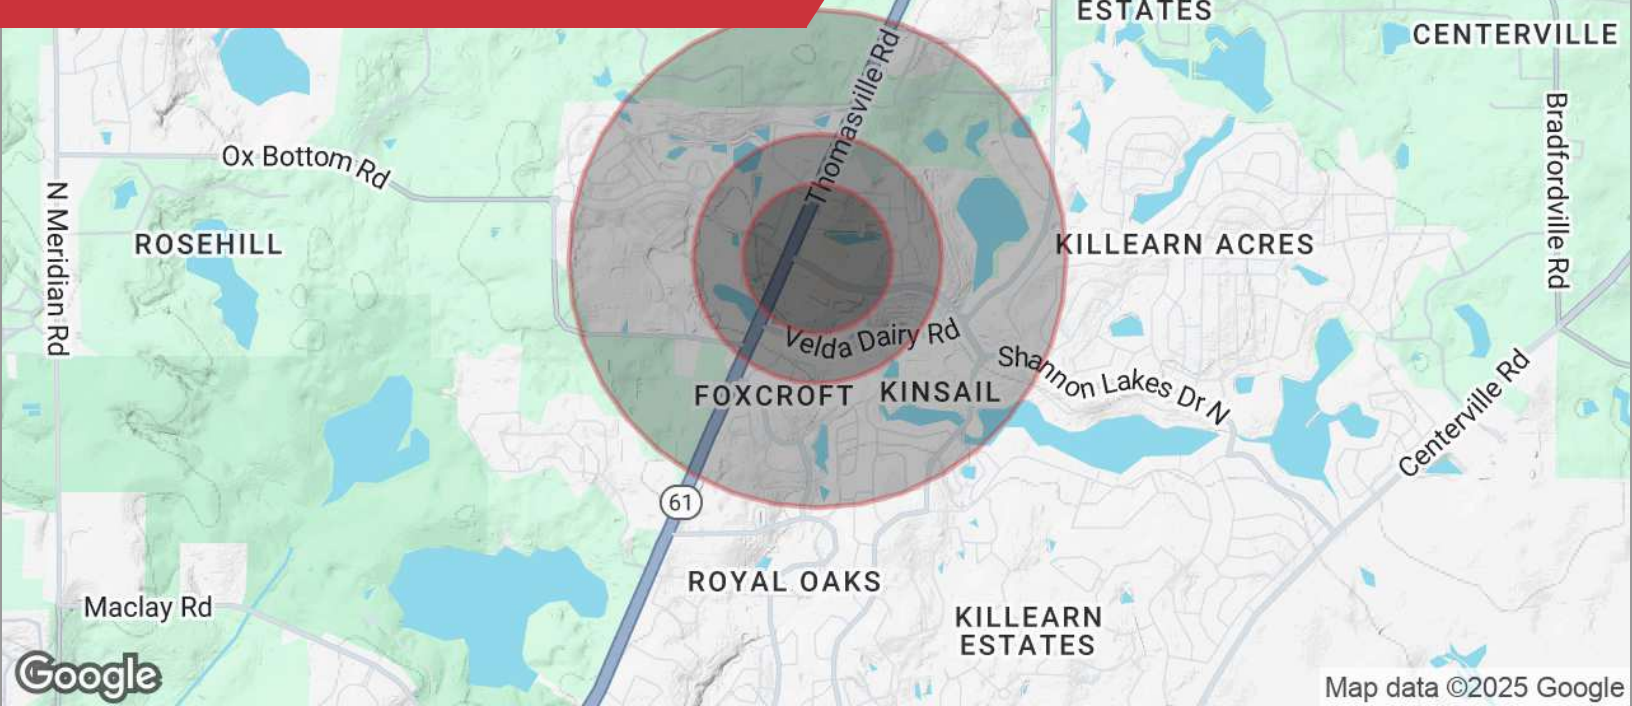 ESTATES
CENTERVILLE
Thomasville Rd
Bradfordville Rd
Ox Bottom Rd
N Meridian Rd
ROSEHILL
KILLEARN ACRES
Velda Dairy Rd
Shannon Lakes Dr N
FOXCROFT
KINSAIL
Centerville Rd
61
ROYAL OAKS
Maclay Rd
KILLEARN
ESTATES
Google
Map data ©2025 Google